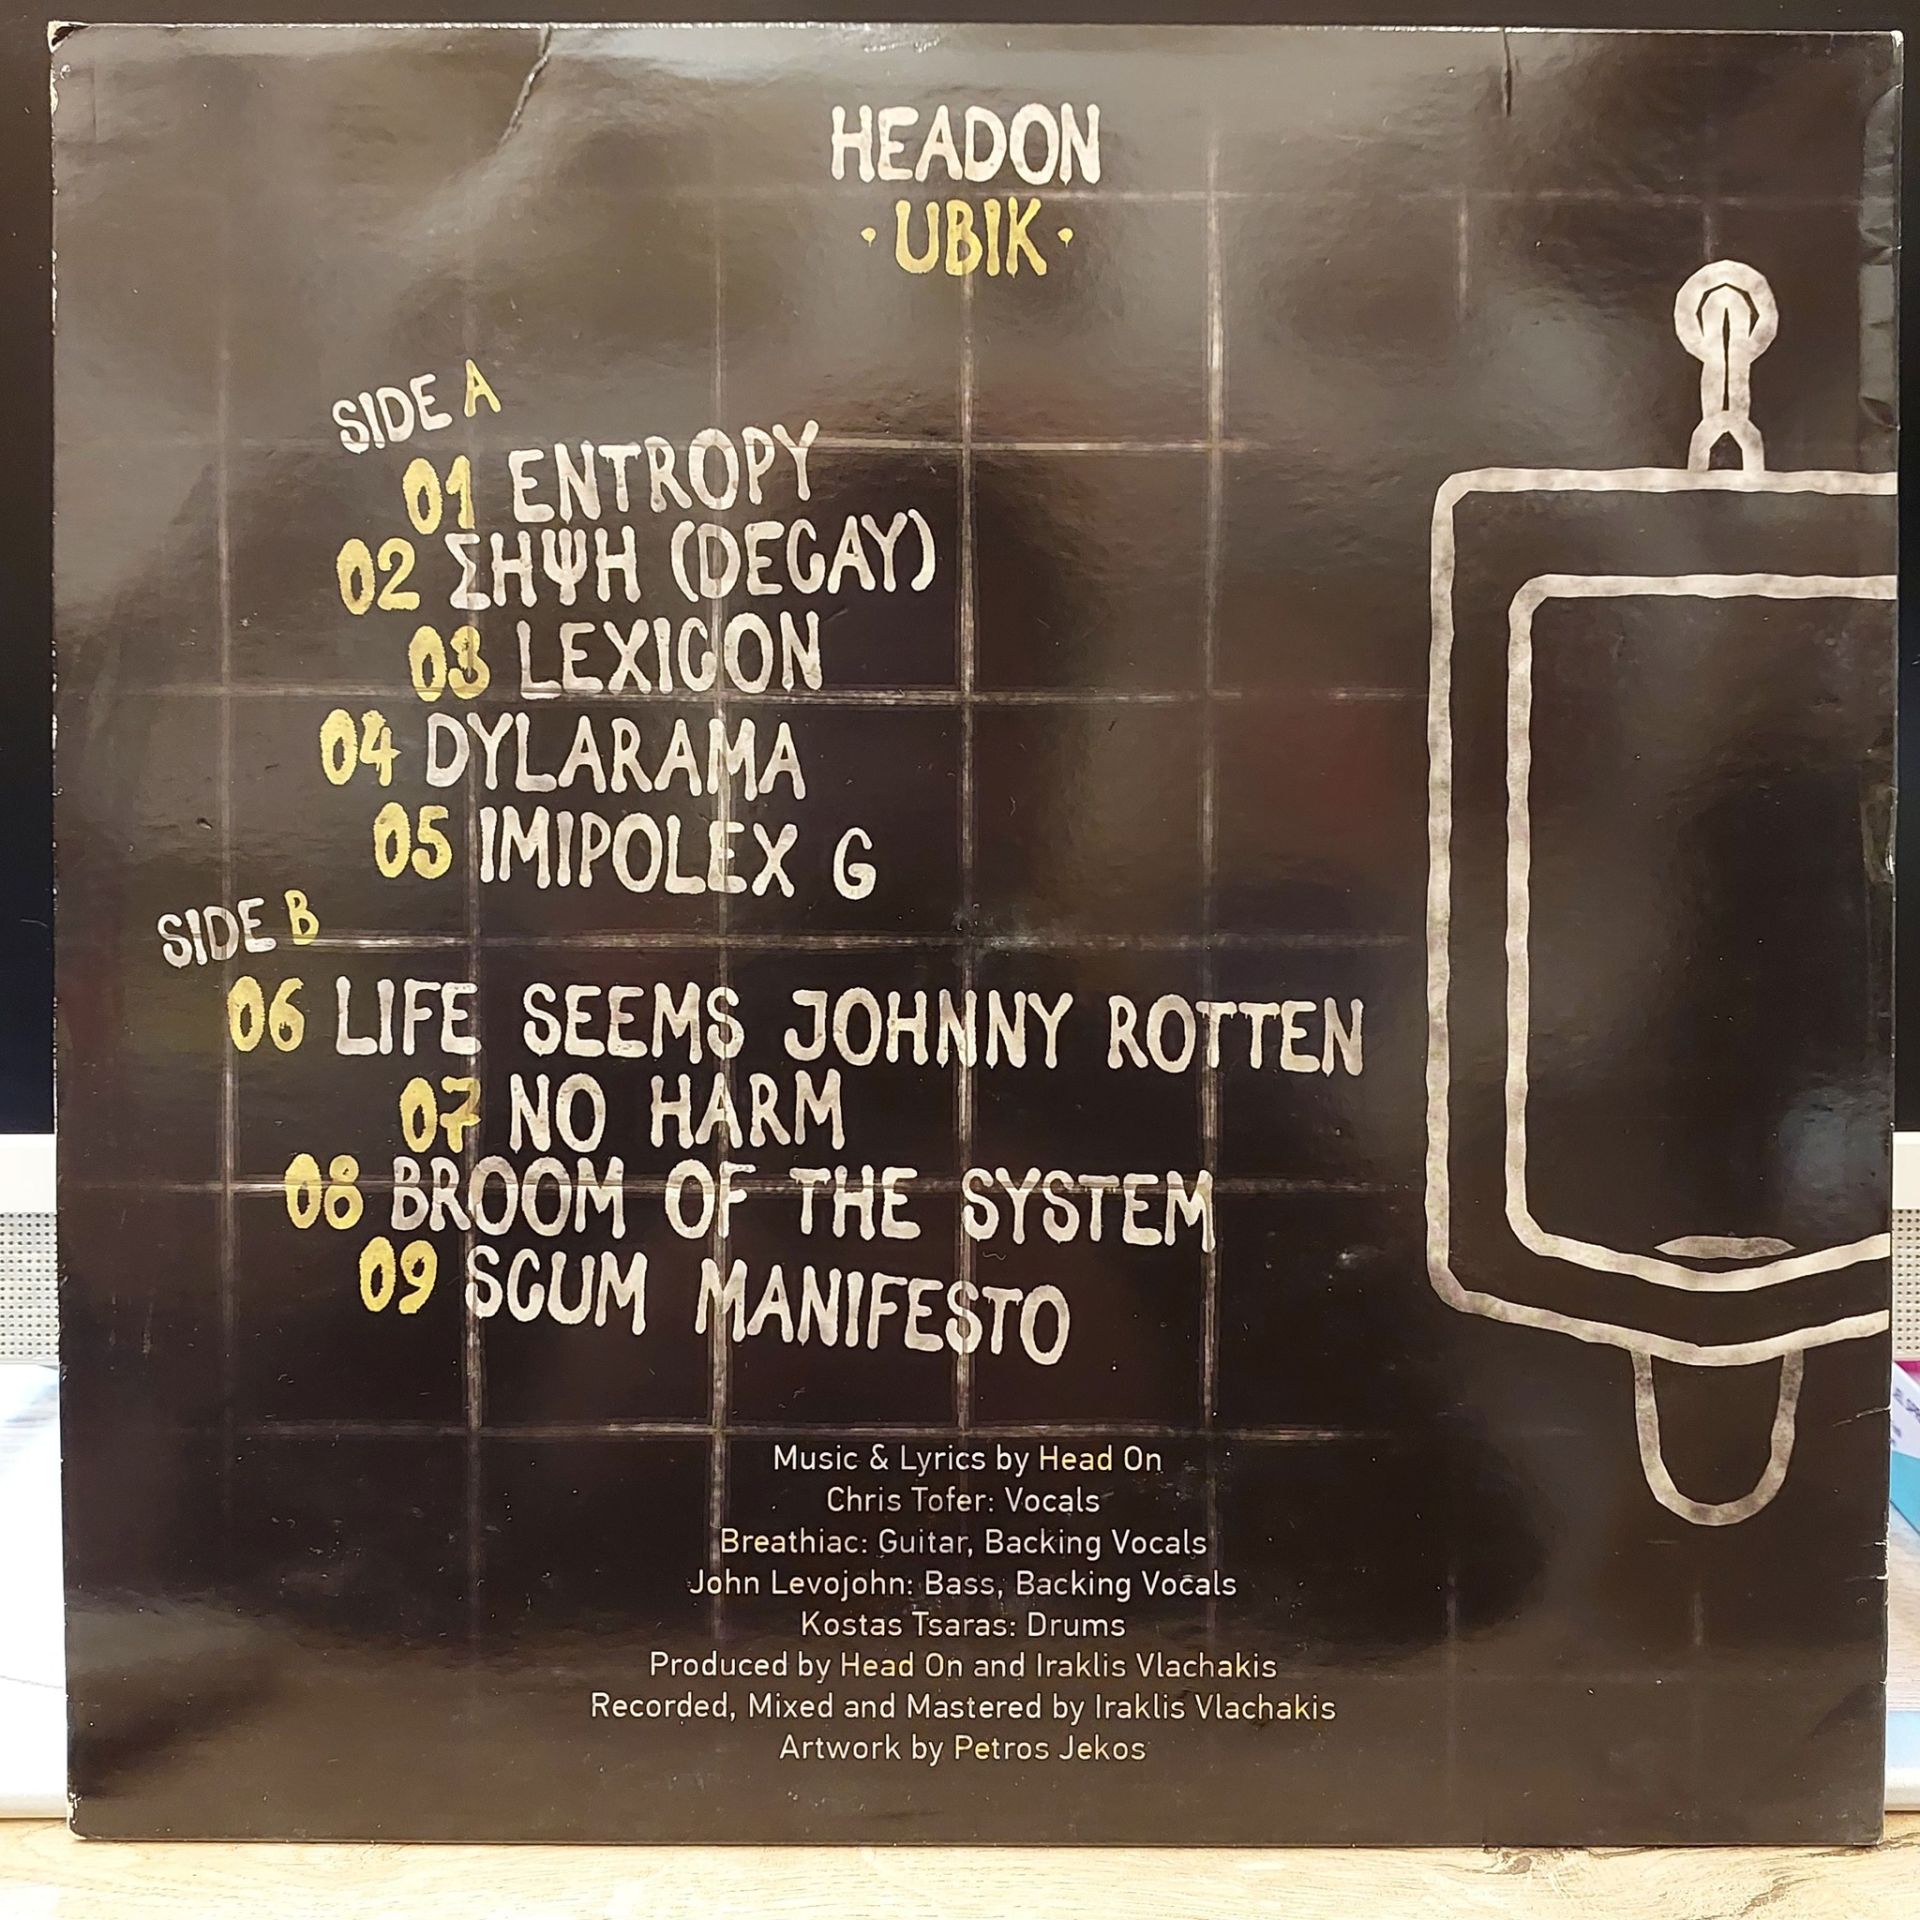 HEADON
· UBIK ·
SIDE A
01 ENTROPY
02 ΣΗΨΗ (DECAY)
03 LEXICON
04 DYLARAMA
05 IMIPOLEX G
SIDE B
06 LIFE SEEMS JOHNNY ROTTEN
07 NO HARM
08 BROOM OF THE SYSTEM
09 SCUM MANIFESTO
Music & Lyrics by Head On
Chris Tofer: Vocals
Breathiac: Guitar, Backing Vocals
John Levojohn: Bass, Backing Vocals
Kostas Tsaras: Drums
Produced by Head On and Iraklis Vlachakis
Recorded, Mixed and Mastered by Iraklis Vlachakis
Artwork by Petros Jekos